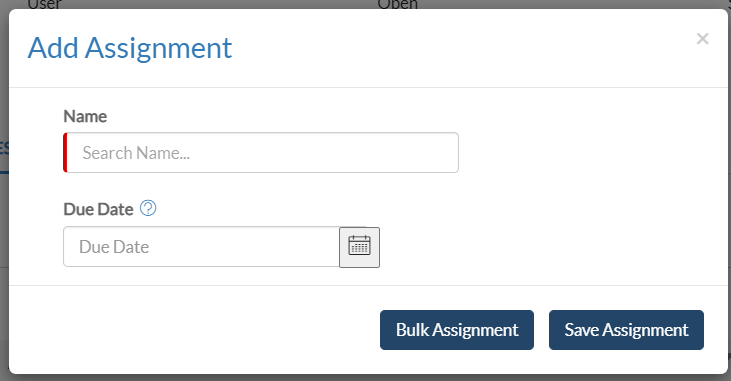 User Open
Add Assignment ×
Name
Search Name...
Due Date ?
Due Date
Bulk Assignment Save Assignment